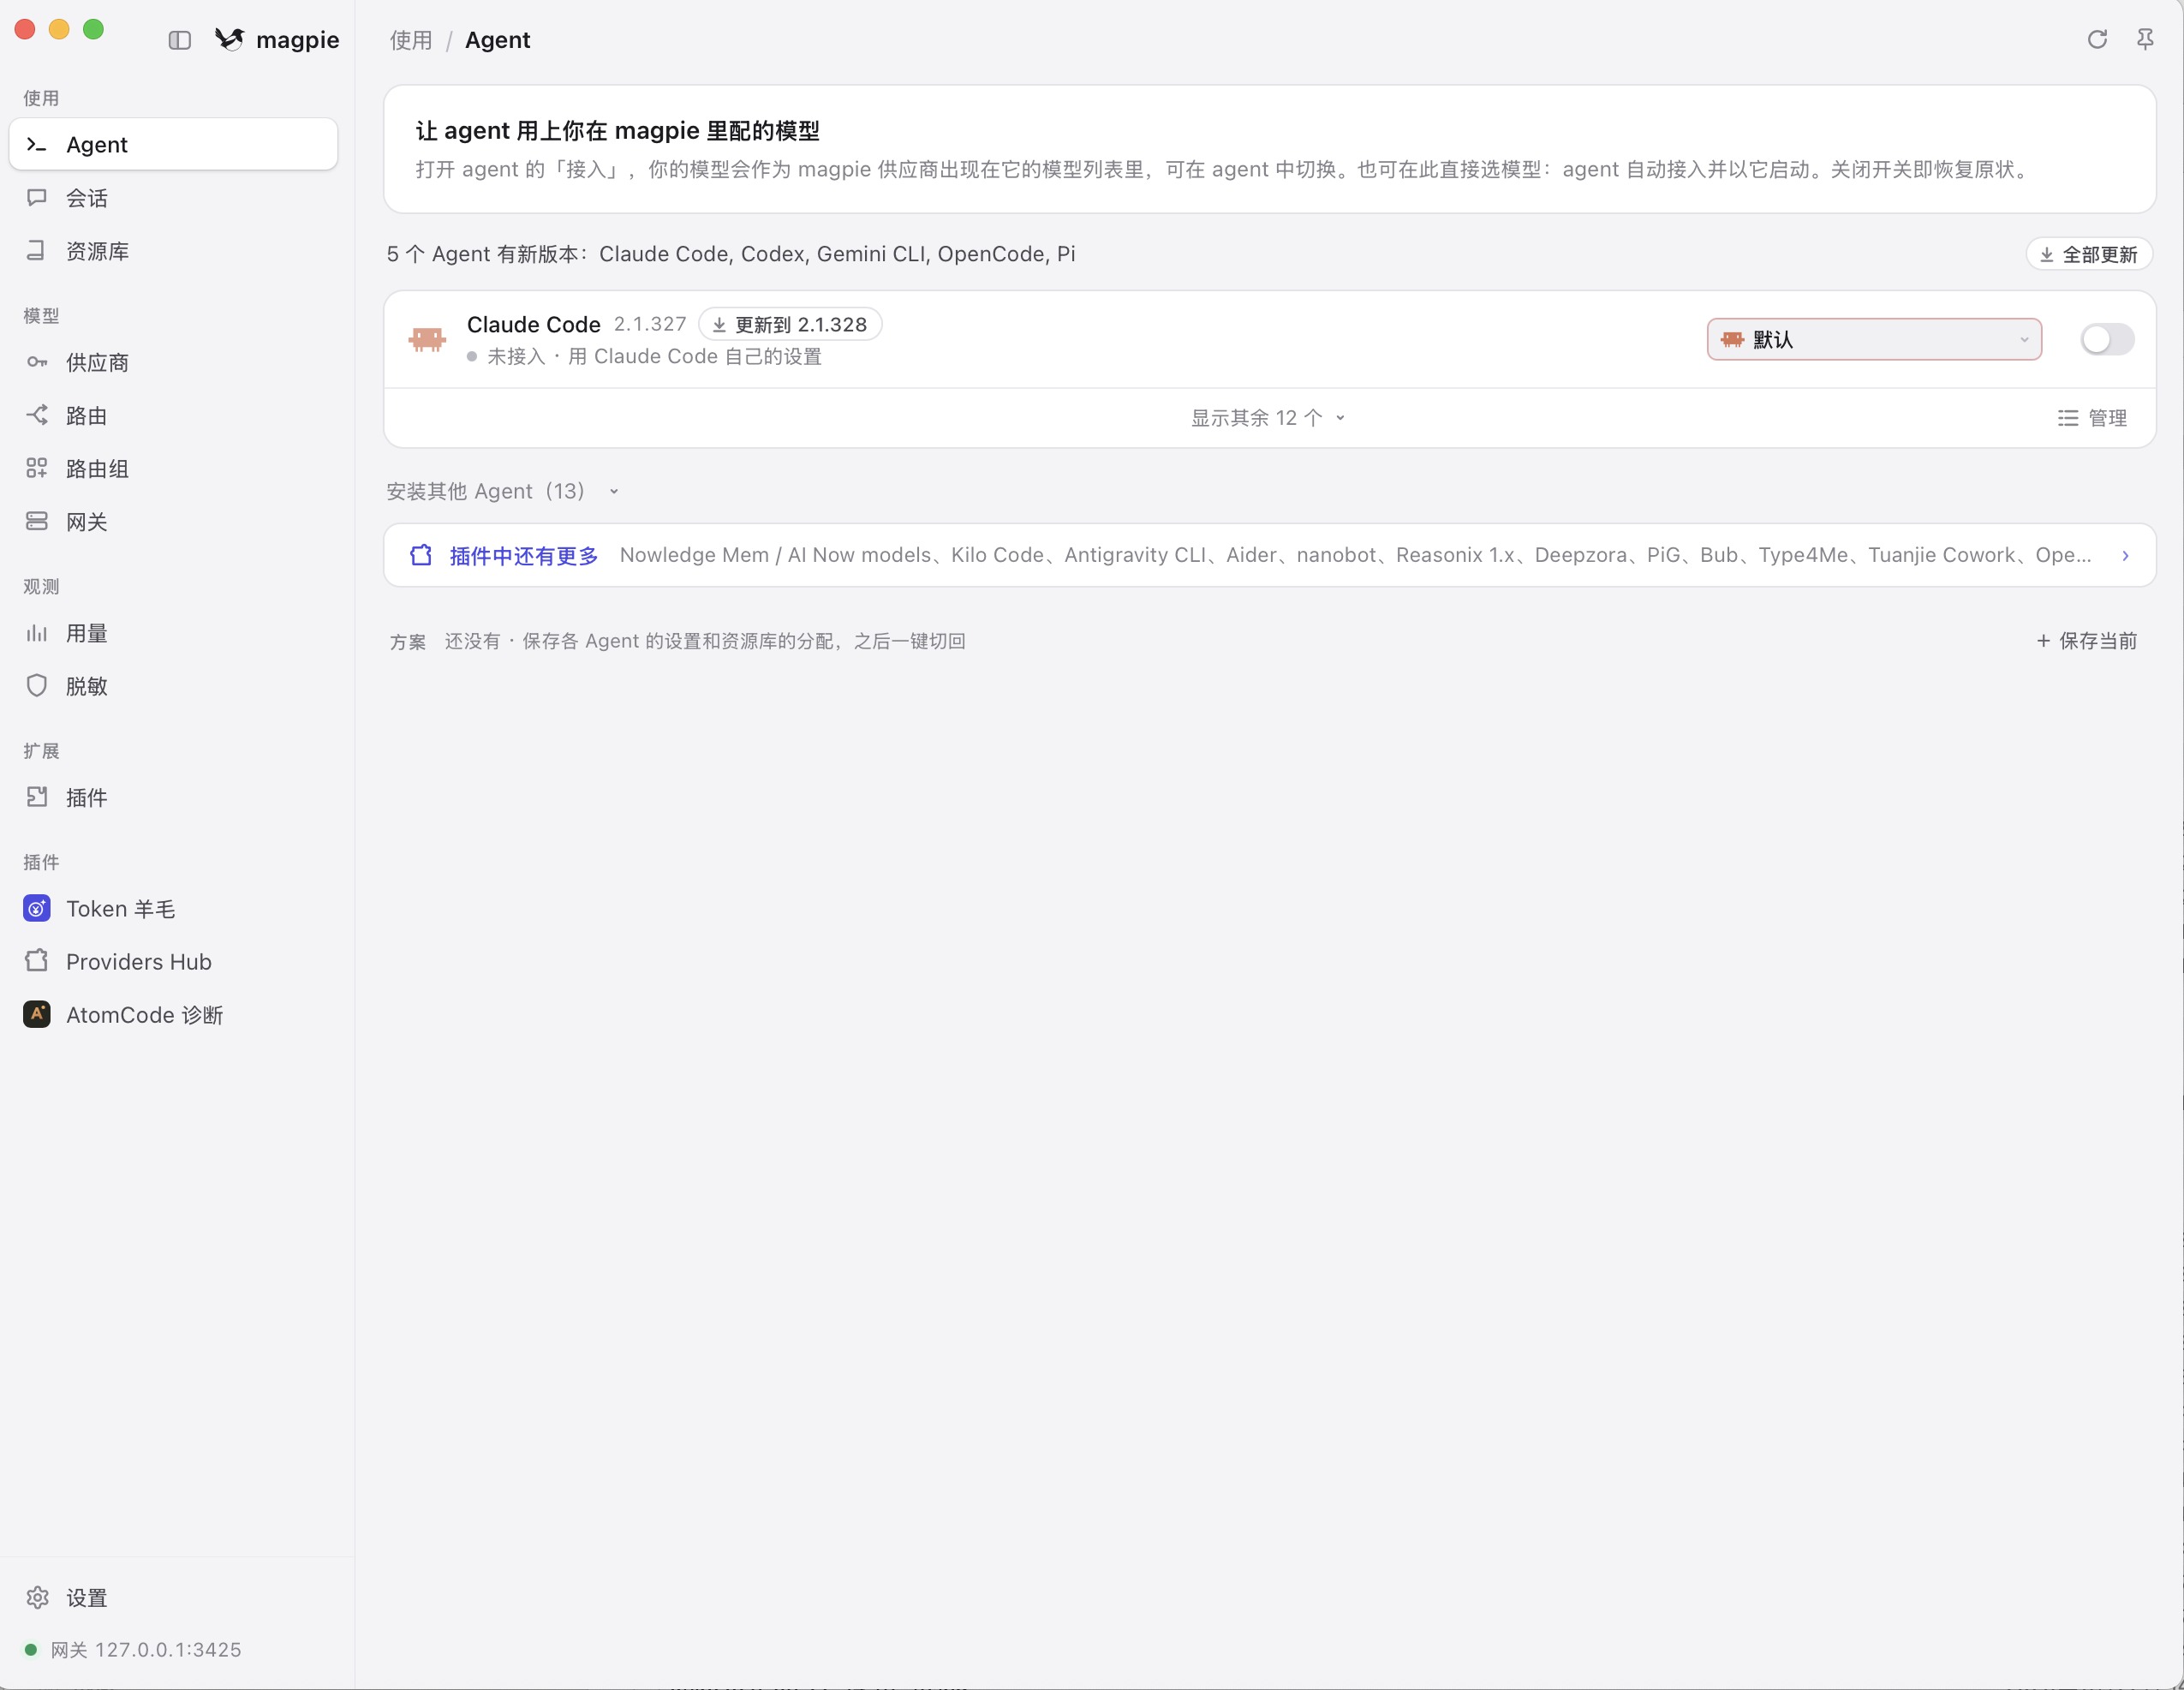 magpie
使用 / Agent
使用
Agent
会话
资源库
模型
供应商
路由
路由组
网关
观测
用量
脱敏
扩展
插件
插件
Token 羊毛
Providers Hub
AtomCode 诊断
设置
网关 127.0.0.1:3425
让 agent 用上你在 magpie 里配的模型
打开 agent 的「接入」，你的模型会作为 magpie 供应商出现在它的模型列表里，可在 agent 中切换。也可在此直接选模型：agent 自动接入并以它启动。关闭开关即恢复原状。
5 个 Agent 有新版本：Claude Code, Codex, Gemini CLI, OpenCode, Pi
全部更新
Claude Code 2.1.327 更新到 2.1.328
未接入 · 用 Claude Code 自己的设置
默认
显示其余 12 个
管理
安装其他 Agent（13）
插件中还有更多 Nowledge Mem / AI Now models、Kilo Code、Antigravity CLI、Aider、nanobot、Reasonix 1.x、Deepzora、PiG、Bub、Type4Me、Tuanjie Cowork、Ope...
方案 还没有 · 保存各 Agent 的设置和资源库的分配，之后一键切回
+ 保存当前